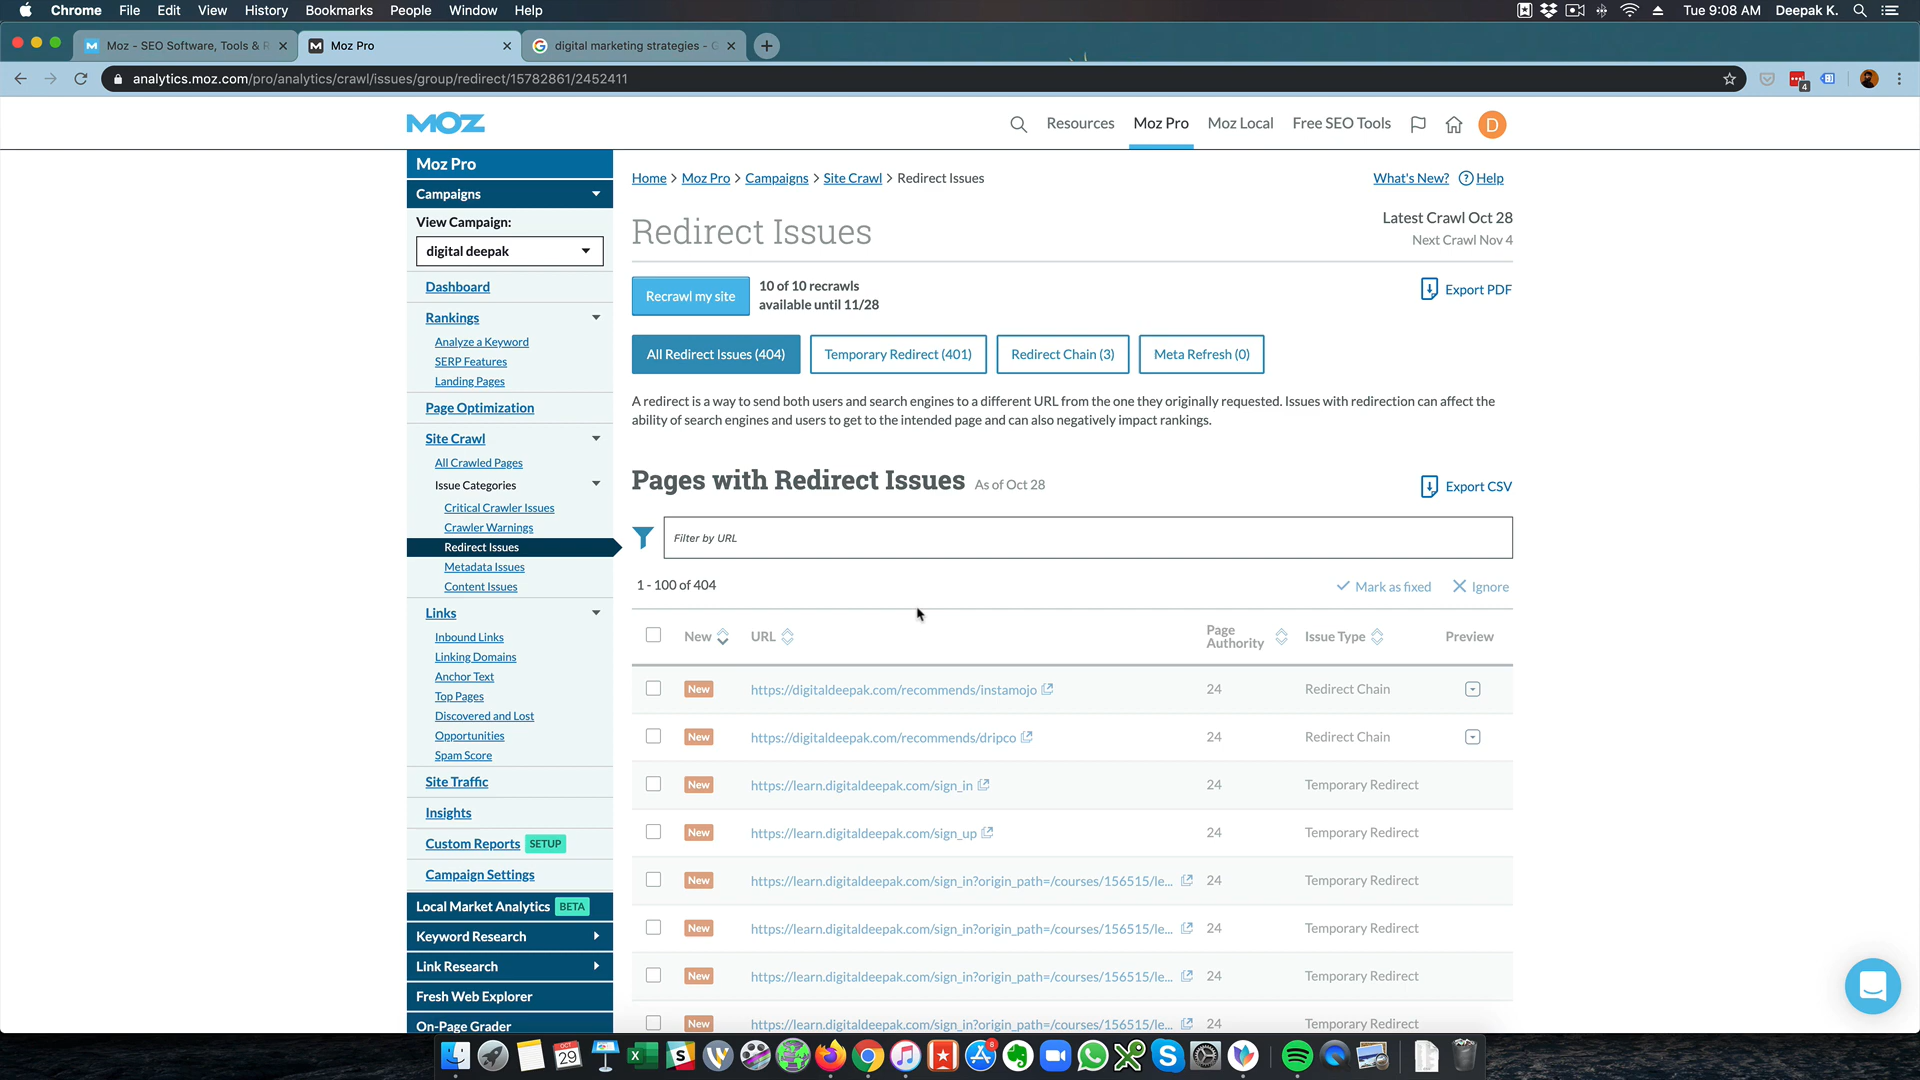 Chrome File Edit View History Bookmarks People Window Help
Tue 9:08 AM Deepak K.
Moz - SEO Software, Tools & R
Moz Pro
digital marketing strategies - G
analytics.moz.com/pro/analytics/crawl/issues/group/redirect/15782861/2452411
4
MOZ
Resources Moz Pro Moz Local Free SEO Tools D
Moz Pro
Campaigns
View Campaign:
digital deepak
Dashboard
Rankings
Analyze a Keyword
SERP Features
Landing Pages
Page Optimization
Site Crawl
All Crawled Pages
Issue Categories
Critical Crawler Issues
Crawler Warnings
Redirect Issues
Metadata Issues
Content Issues
Links
Inbound Links
Linking Domains
Anchor Text
Top Pages
Discovered and Lost
Opportunities
Spam Score
Site Traffic
Insights
Custom Reports SETUP
Campaign Settings
Local Market Analytics BETA
Keyword Research
Link Research
Fresh Web Explorer
On-Page Grader
Home > Moz Pro > Campaigns > Site Crawl > Redirect Issues
What's New? ? Help
Redirect Issues
Latest Crawl Oct 28
Next Crawl Nov 4
Recrawl my site
10 of 10 recrawls
available until 11/28
Export PDF
All Redirect Issues (404)
Temporary Redirect (401)
Redirect Chain (3)
Meta Refresh (0)
A redirect is a way to send both users and search engines to a different URL from the one they originally requested. Issues with redirection can affect the
ability of search engines and users to get to the intended page and can also negatively impact rankings.
Pages with Redirect Issues As of Oct 28
Export CSV
Filter by URL
1 - 100 of 404
Mark as fixed Ignore
New URL Page Authority Issue Type Preview
New https://digitaldeepak.com/recommends/instamojo 24 Redirect Chain
New https://digitaldeepak.com/recommends/dripco 24 Redirect Chain
New https://learn.digitaldeepak.com/sign_in 24 Temporary Redirect
New https://learn.digitaldeepak.com/sign_up 24 Temporary Redirect
New https://learn.digitaldeepak.com/sign_in?origin_path=/courses/156515/le... 24 Temporary Redirect
New https://learn.digitaldeepak.com/sign_in?origin_path=/courses/156515/le... 24 Temporary Redirect
New https://learn.digitaldeepak.com/sign_in?origin_path=/courses/156515/le... 24 Temporary Redirect
New https://learn.digitaldeepak.com/sign_in?origin_path=/courses/156515/le... 24 Temporary Redirect
OCT
29
8